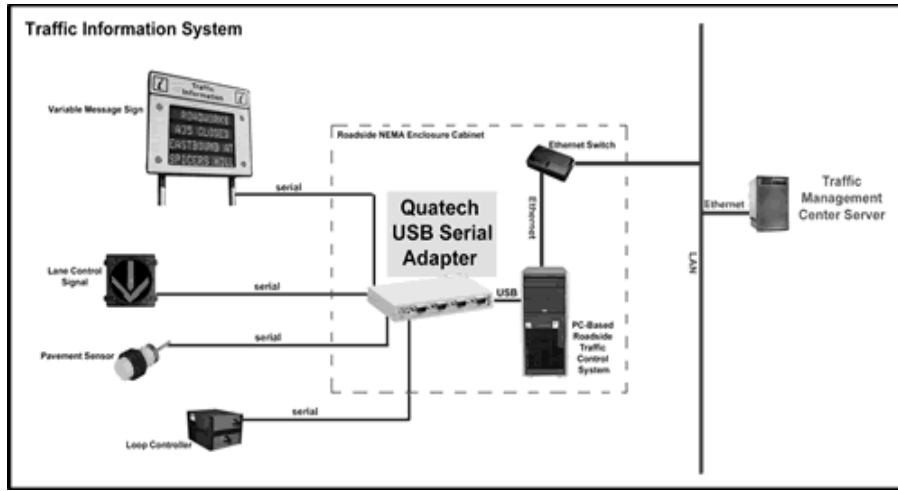 Traffic Information System
Traffic
Information
Variable Message Sign
ROADWORKS
A35 CLOSED
EASTBOUND AT
SPICERS HILL
Roadside NEMA Enclosure Cabinet
Ethernet Switch
serial
Quatech
USB Serial
Adapter
Ethernet
Ethernet
Traffic
Management
Center Server
Lane Control
Signal
serial
USB
LAN
PC-Based
Roadside
Traffic
Control
System
Pavement Sensor
serial
serial
Loop Controller